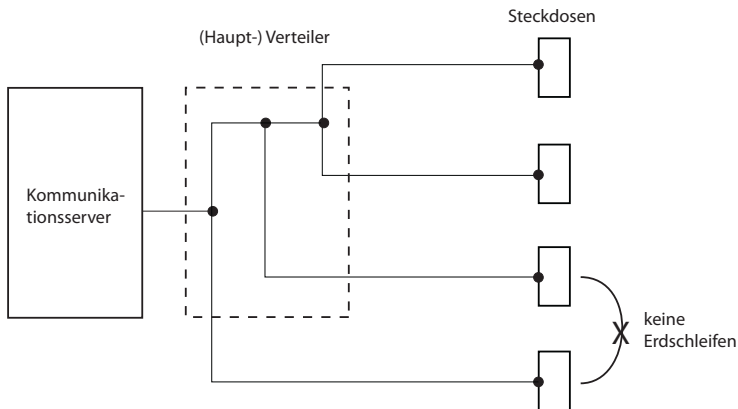 Steckdosen
(Haupt-) Verteiler
Kommunika-
tionsserver
keine
Erdschleifen
X